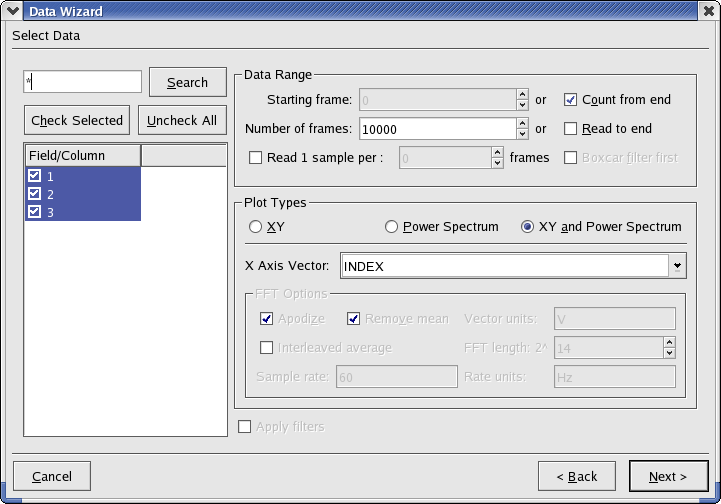 Data Wizard
Select Data
*
Search
Check Selected
Uncheck All
Field/Column
1
2
3
Data Range
Starting frame: 0 or Count from end
Number of frames: 10000 or Read to end
Read 1 sample per : 0 frames Boxcar filter first
Plot Types
XY Power Spectrum XY and Power Spectrum
X Axis Vector: INDEX
FFT Options
Apodize Remove mean Vector units: V
Interleaved average FFT length: 2^ 14
Sample rate: 60 Rate units: Hz
Apply filters
Cancel
< Back
Next >